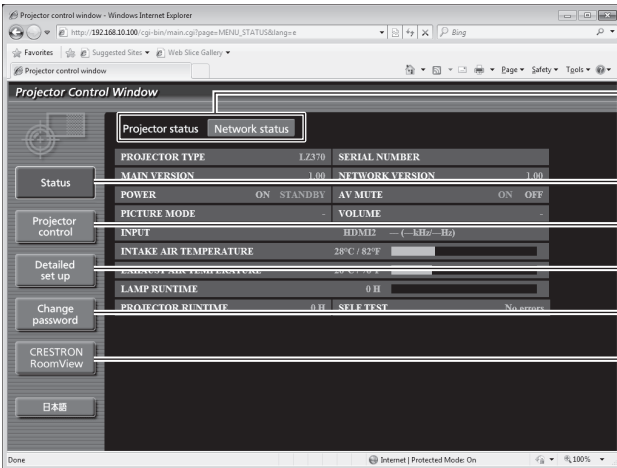 Projector control window - Windows Internet Explorer
http://192.168.10.100/cgi-bin/main.cgi?page=MENU_STATUS&lang=e
Bing
Favorites Suggested Sites Web Slice Gallery
Projector control window
Page Safety Tools
Projector Control Window
Projector status Network status
PROJECTOR TYPE LZ370 SERIAL NUMBER
MAIN VERSION 1.00 NETWORK VERSION 1.00
POWER ON STANDBY AV MUTE ON OFF
PICTURE MODE - VOLUME -
INPUT HDMI2 — (—kHz/—Hz)
INTAKE AIR TEMPERATURE 28°C / 82°F
EXHAUST AIR TEMPERATURE
LAMP RUNTIME 0 H
PROJECTOR RUNTIME 0 H SELF TEST No errors
Status
Projector
control
Detailed
set up
Change
password
CRESTRON
RoomView
日本語
Done Internet | Protected Mode: On 100%